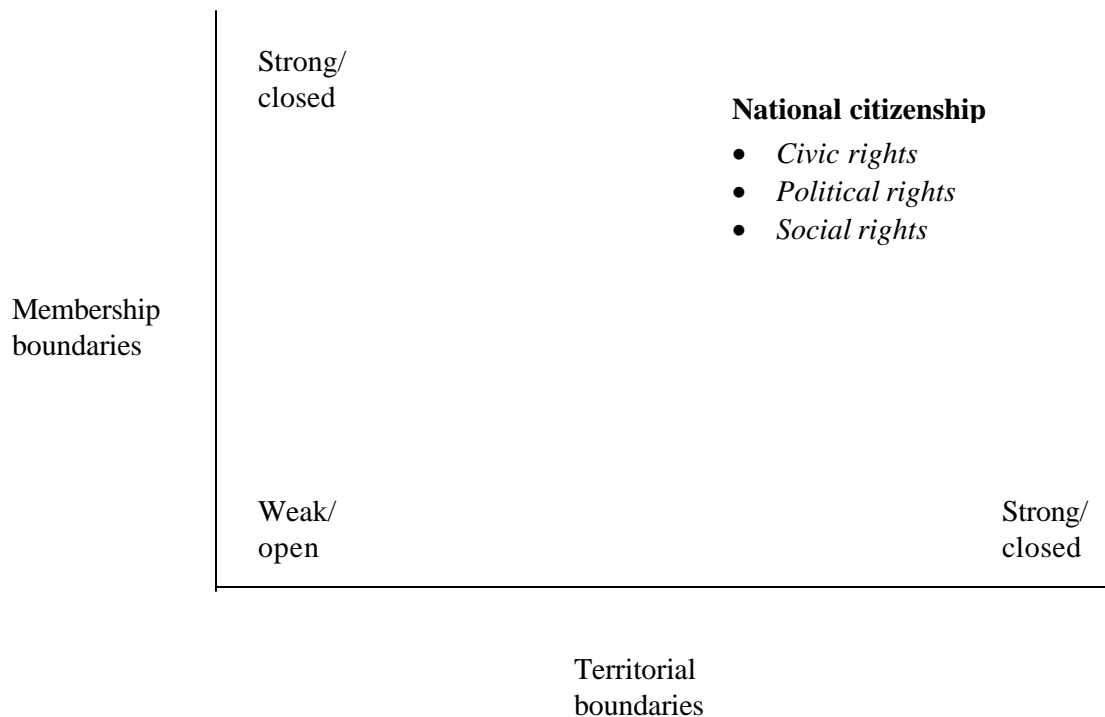 Strong/
closed
National citizenship
• Civic rights
• Political rights
• Social rights
Membership
boundaries
Weak/
open
Strong/
closed
Territorial
boundaries